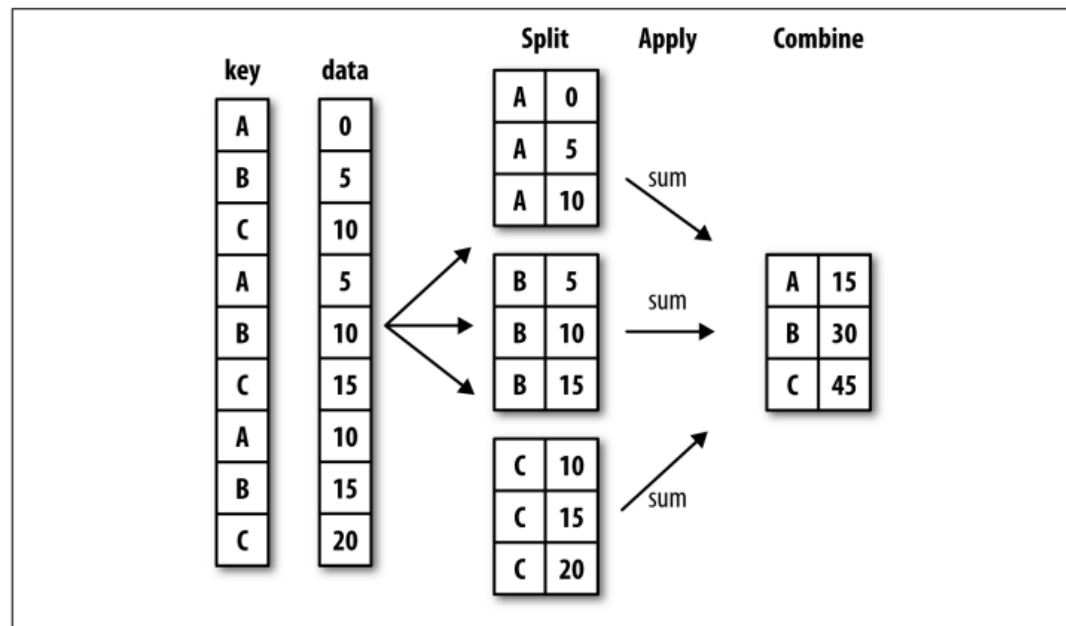 Split Apply Combine
key data
A 0
B 5
C 10
A 5
B 10
C 15
A 10
B 15
C 20
A 0
A 5
A 10
B 5
B 10
B 15
C 10
C 15
C 20
sum
sum
sum
A 15
B 30
C 45